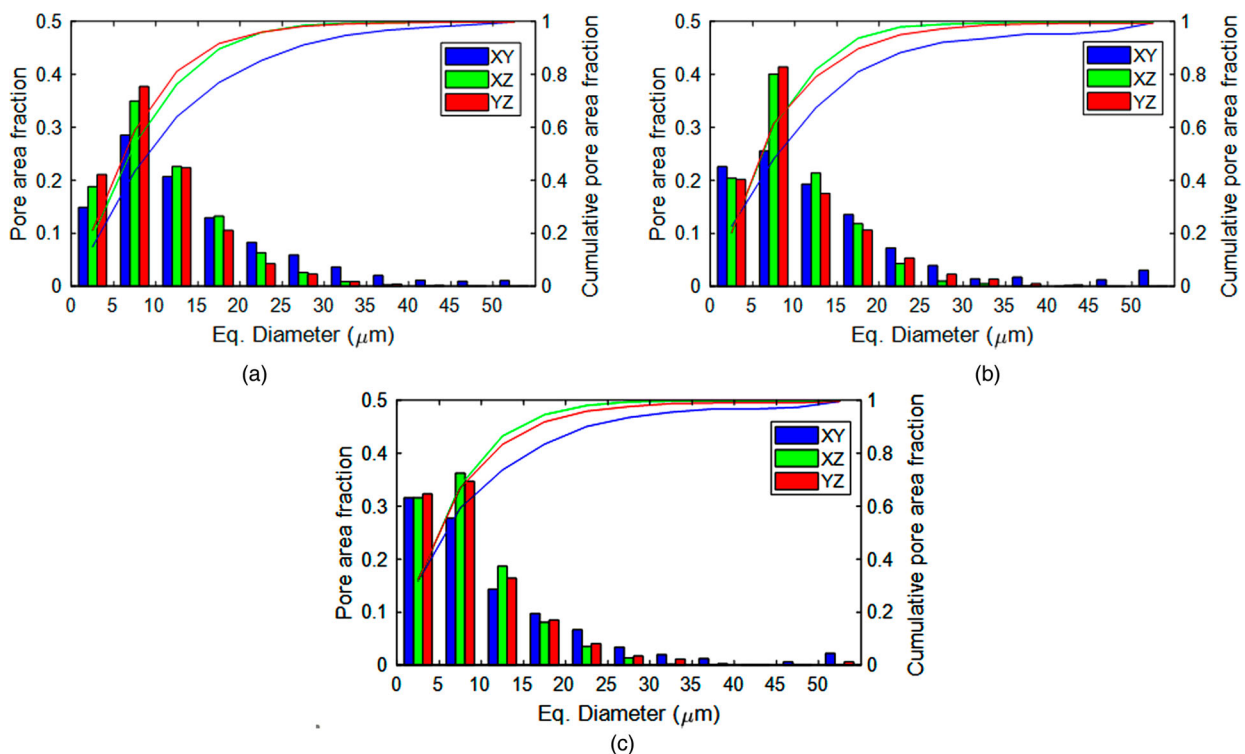 Pore area fraction
0.5
0.4
0.3
0.2
0.1
0
1
0.8
0.6
0.4
0.2
0
Cumulative pore area fraction
XY
XZ
YZ
0 5 10 15 20 25 30 35 40 45 50
Eq. Diameter (μm)
(a)
Pore area fraction
0.5
0.4
0.3
0.2
0.1
0
1
0.8
0.6
0.4
0.2
0
Cumulative pore area fraction
XY
XZ
YZ
0 5 10 15 20 25 30 35 40 45 50
Eq. Diameter (μm)
(b)
Pore area fraction
0.5
0.4
0.3
0.2
0.1
0
1
0.8
0.6
0.4
0.2
0
Cumulative pore area fraction
XY
XZ
YZ
0 5 10 15 20 25 30 35 40 45 50
Eq. Diameter (μm)
(c)